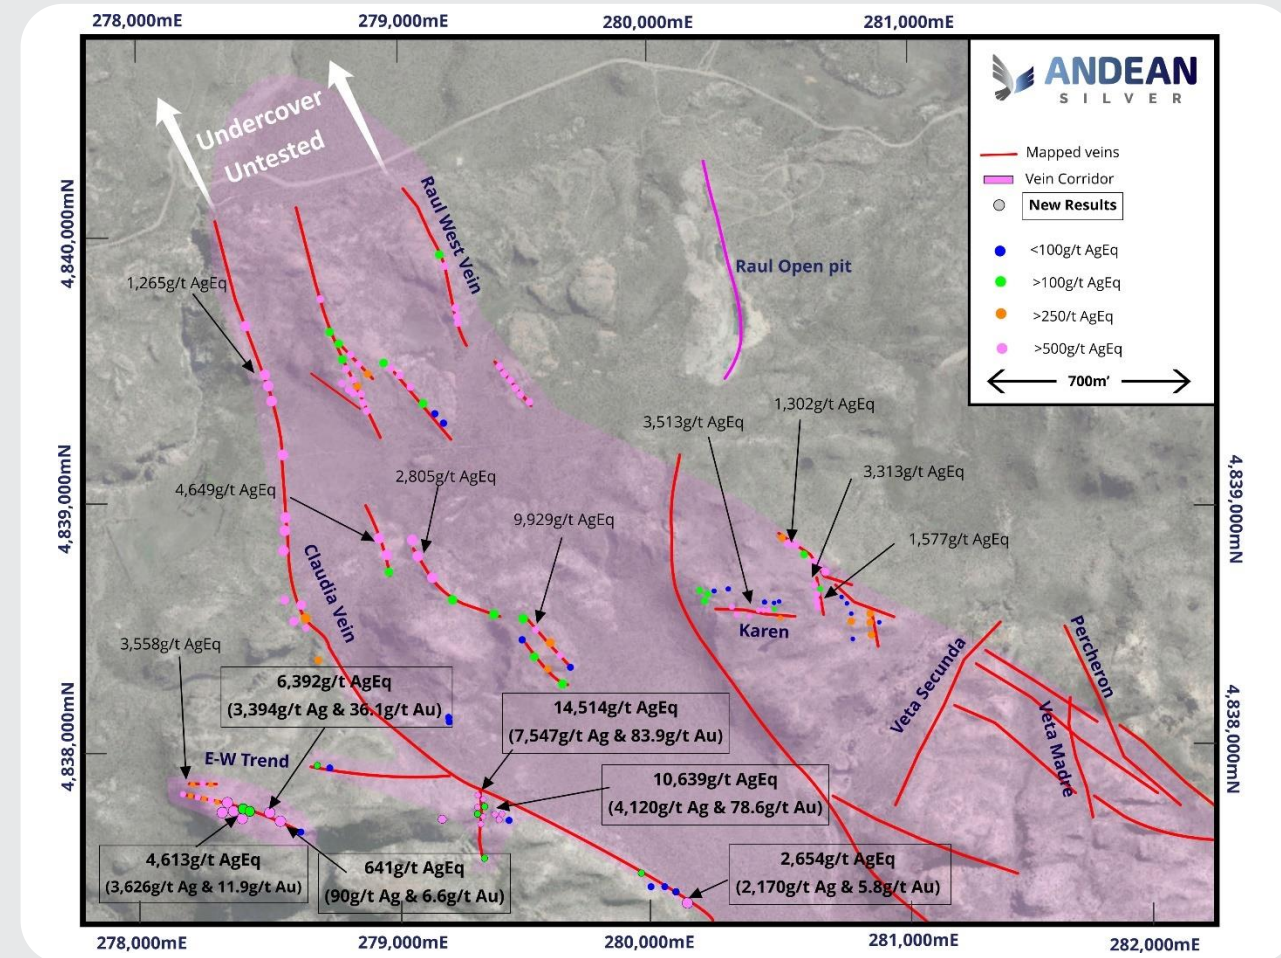 278,000mE
279,000mE
280,000mE
281,000mE
ANDEAN
SILVER
Mapped veins
Vein Corridor
New Results
<100g/t AgEq
>100g/t AgEq
>250/t AgEq
>500g/t AgEq
700m'
Undercover
Untested
Raul West Vein
Raul Open pit
4,840,000mN
1,265g/t AgEq
3,513g/t AgEq
1,302g/t AgEq
3,313g/t AgEq
1,577g/t AgEq
4,649g/t AgEq
2,805g/t AgEq
9,929g/t AgEq
4,839,000mN
4,839,000mN
Claudia Vein
Karen
3,558g/t AgEq
6,392g/t AgEq
(3,394g/t Ag & 36.1g/t Au)
14,514g/t AgEq
(7,547g/t Ag & 83.9g/t Au)
Veta Secunda
Veta Madre
Percheron
4,838,000mN
4,838,000mN
E-W Trend
10,639g/t AgEq
(4,120g/t Ag & 78.6g/t Au)
4,613g/t AgEq
(3,626g/t Ag & 11.9g/t Au)
641g/t AgEq
(90g/t Ag & 6.6g/t Au)
2,654g/t AgEq
(2,170g/t Ag & 5.8g/t Au)
278,000mE
279,000mE
280,000mE
281,000mE
282,000mE